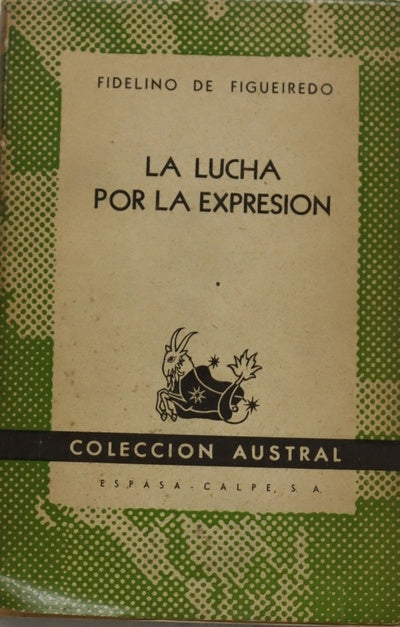 FIDELINO DE FIGUEIREDO
LA LUCHA
POR LA EXPRESION
COLECCION AUSTRAL
ESPASA-CALPE, S. A.